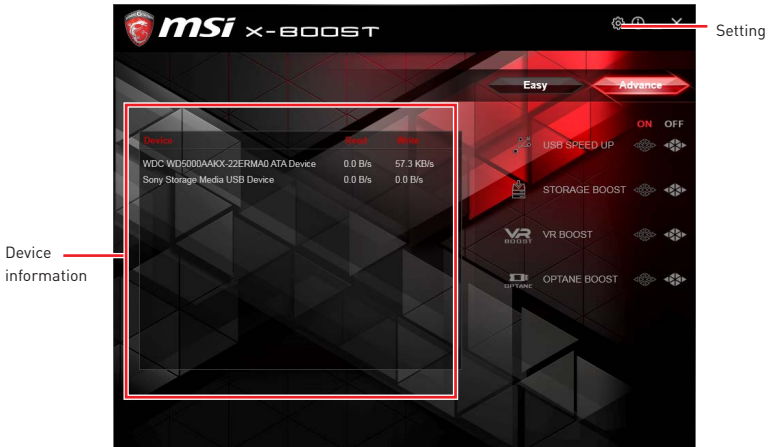 msi X-BOOST
Setting
Easy
Advance
ON OFF
Device Read Write
WDC WD5000AAKX-22ERMA0 ATA Device 0.0 B/s 57.3 KB/s
Sony Storage Media USB Device 0.0 B/s 0.0 B/s
USB SPEED UP
STORAGE BOOST
VR BOOST
VR BOOST
OPTANE
OPTANE BOOST
Device
information